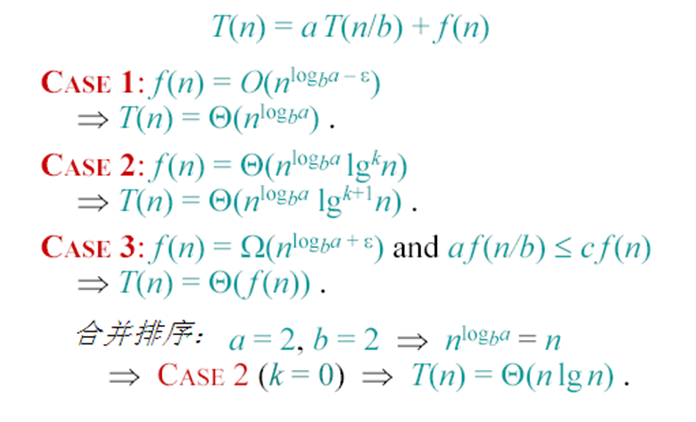 T(n) = a T(n/b) + f(n)
CASE 1: f(n) = O(n^{log_b a – ε})
⇒ T(n) = Θ(n^{log_b a}) .
CASE 2: f(n) = Θ(n^{log_b a} lg^k n)
⇒ T(n) = Θ(n^{log_b a} lg^{k+1} n) .
CASE 3: f(n) = Ω(n^{log_b a + ε}) and a f(n/b) ≤ c f(n)
⇒ T(n) = Θ(f(n)) .
合并排序： a = 2, b = 2 ⇒ n^{log_b a} = n
⇒ CASE 2 (k = 0) ⇒ T(n) = Θ(n lg n) .